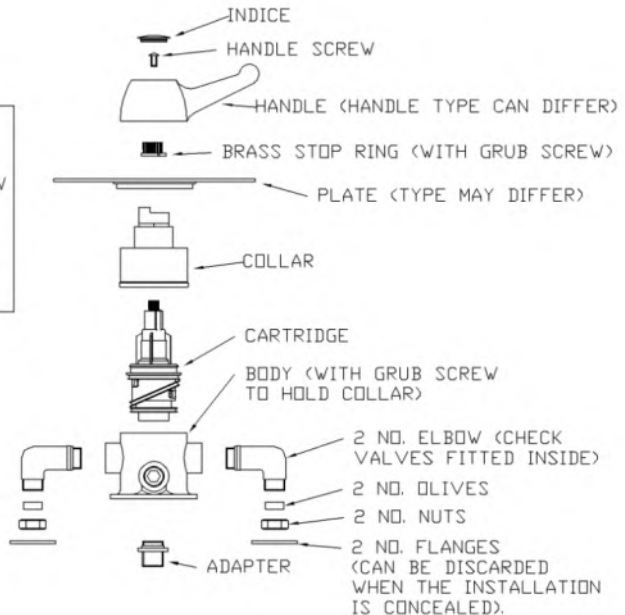 INDICE
HANDLE SCREW
HANDLE (HANDLE TYPE CAN DIFFER)
BRASS STOP RING (WITH GRUB SCREW)
PLATE (TYPE MAY DIFFER)
COLLAR
CARTRIDGE
BODY (WITH GRUB SCREW
TO HOLD COLLAR)
2 NO. ELBOW (CHECK
VALVES FITTED INSIDE)
2 NO. OLIVES
2 NO. NUTS
2 NO. FLANGES
(CAN BE DISCARDED
WHEN THE INSTALLATION
IS CONCEALED).
ADAPTER